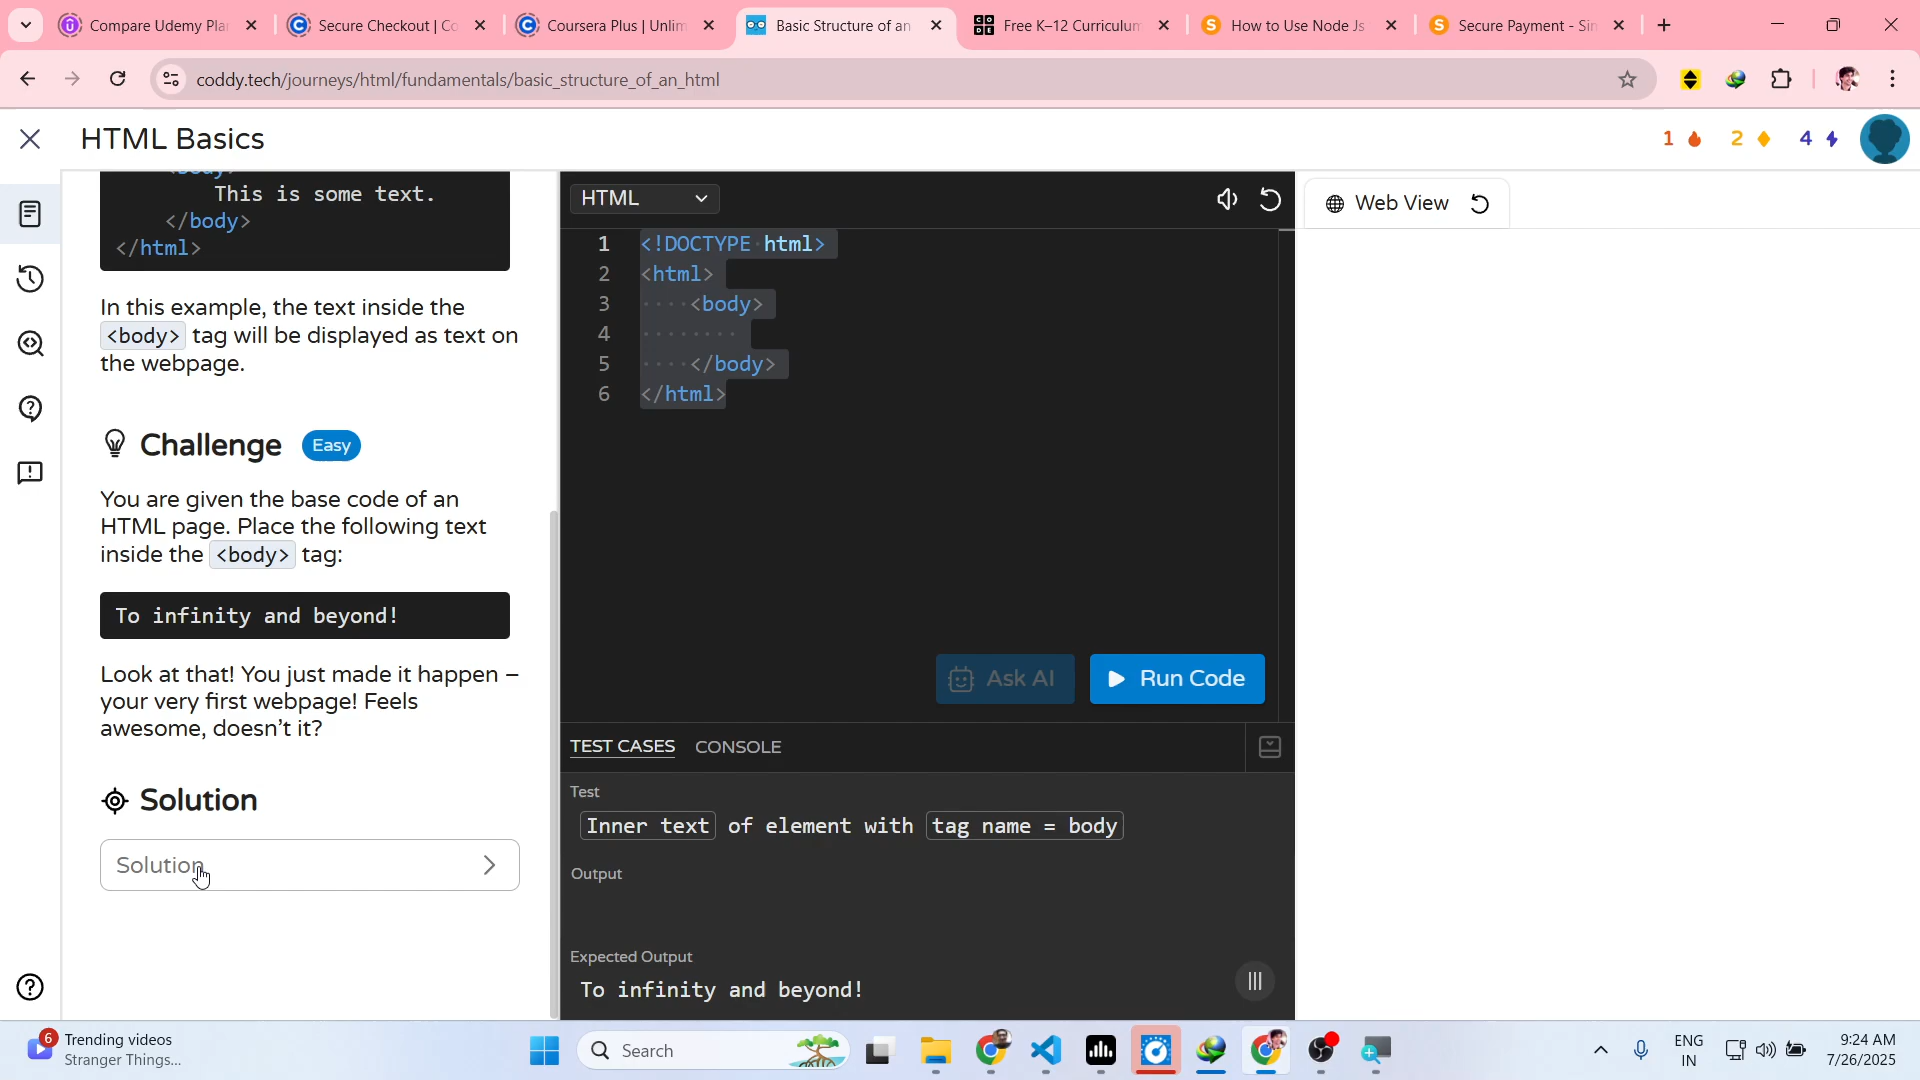 Compare Udemy Plan
Secure Checkout | Co
Coursera Plus | Unlim
Basic Structure of an
Free K–12 Curriculum
How to Use Node Js
Secure Payment - Sim
coddy.tech/journeys/html/fundamentals/basic_structure_of_an_html
HTML Basics
1
2
4
<body>
This is some text.
</body>
</html>
In this example, the text inside the
<body> tag will be displayed as text on
the webpage.
Challenge Easy
You are given the base code of an
HTML page. Place the following text
inside the <body> tag:
To infinity and beyond!
Look at that! You just made it happen –
your very first webpage! Feels
awesome, doesn't it?
Solution
Solution
HTML
1 <!DOCTYPE html>
2 <html>
3 <body>
4
5 </body>
6 </html>
Ask AI
Run Code
TEST CASES CONSOLE
Test
Inner text of element with tag name = body
Output
Expected Output
To infinity and beyond!
Web View
6
Trending videos
Stranger Things...
Search
ENG
IN
9:24 AM
7/26/2025